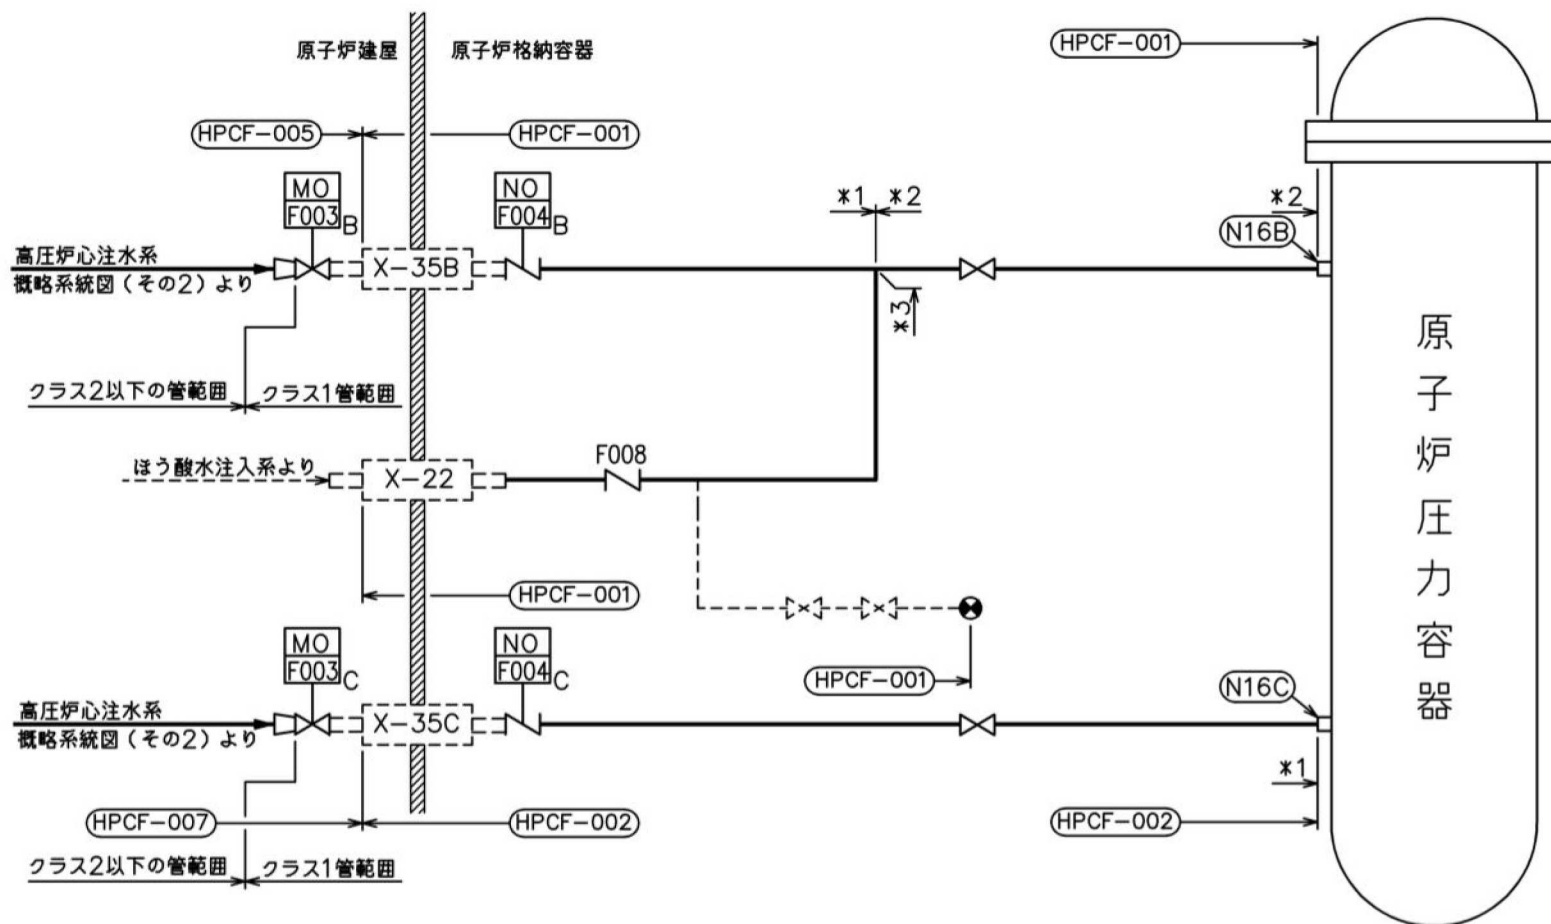 原子炉建屋
原子炉格納容器
HPCF-001
HPCF-005
HPCF-001
MO
F003
B
NO
F004
B
*1
*2
*2
N16B
高圧炉心注水系
概略系統図（その2）より
X-35B
*3
クラス2以下の管範囲
クラス1管範囲
原子炉圧力容器
ほう酸水注入系より
X-22
F008
HPCF-001
MO
F003
C
NO
F004
C
HPCF-001
N16C
高圧炉心注水系
概略系統図（その2）より
X-35C
*1
HPCF-007
HPCF-002
HPCF-002
クラス2以下の管範囲
クラス1管範囲